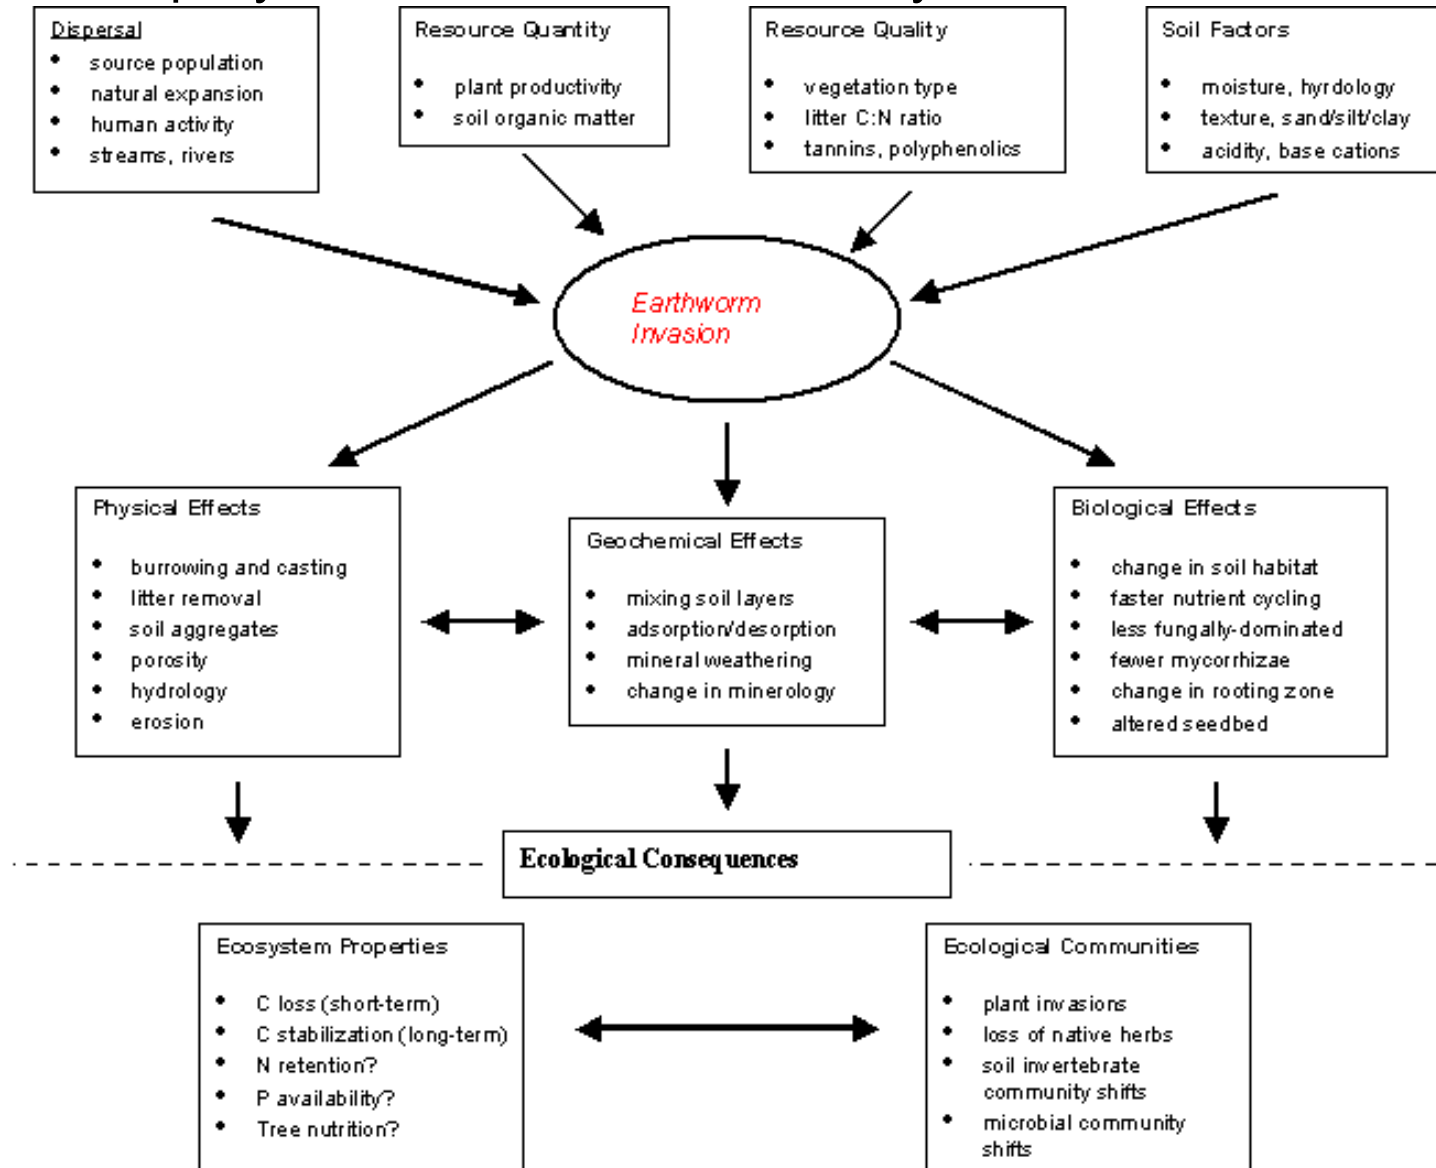 Dispersal
• source population
• natural expansion
• human activity
• streams, rivers
Resource Quantity
• plant productivity
• soil organic matter
Resource Quality
• vegetation type
• litter C:N ratio
• tannins, polyphenolics
Soil Factors
• moisture, hyrdology
• texture, sand/silt/clay
• acidity, base cations
Earthworm
Invasion
Physical Effects
• burrowing and casting
• litter removal
• soil aggregates
• porosity
• hydrology
• erosion
Geochemical Effects
• mixing soil layers
• adsorption/desorption
• mineral weathering
• change in minerology
Biological Effects
• change in soil habitat
• faster nutrient cycling
• less fungally-dominated
• fewer mycorrhizae
• change in rooting zone
• altered seedbed
Ecological Consequences
Ecosystem Properties
• C loss (short-term)
• C stabilization (long-term)
• N retention?
• P availability?
• Tree nutrition?
Ecological Communities
• plant invasions
• loss of native herbs
• soil invertebrate
community shifts
• microbial community
shifts